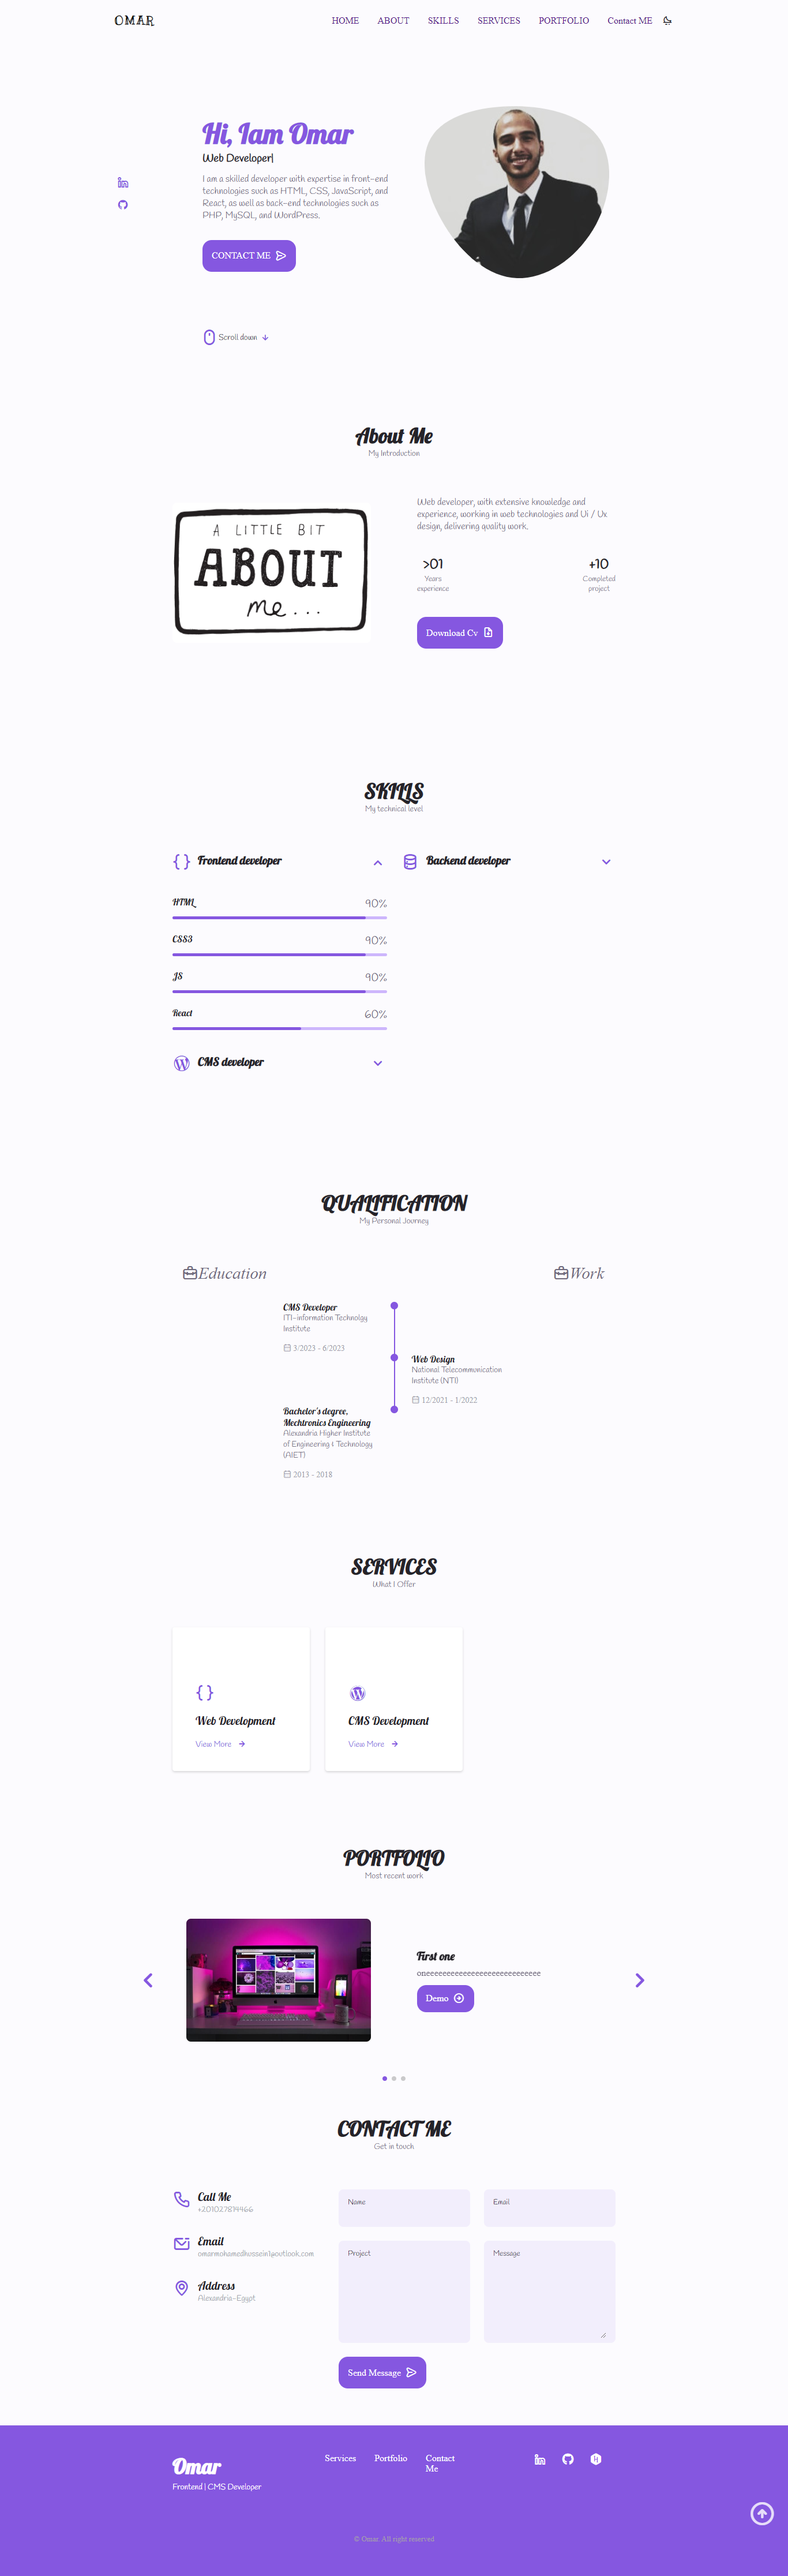 OMAR
HOME ABOUT SKILLS SERVICES PORTFOLIO Contact ME
Hi, Iam Omar
Web Developer|
I am a skilled developer with expertise in front-end
technologies such as HTML, CSS, JavaScript, and
React, as well as back-end technologies such as
PHP, MySQL, and WordPress.
CONTACT ME
Scroll down
About Me
My Introduction
A LITTLE BIT
ABOUT
me...
Web developer, with extensive knowledge and
experience, working in web technologies and Ui / Ux
design, delivering quality work.
>01
Years
experience
+10
Completed
project
Download Cv
SKILLS
My technical level
Frontend developer
HTML 90%
CSS3 90%
JS 90%
React 60%
CMS developer
Backend developer
QUALIFICATION
My Personal Journey
Education
Work
CMS Developer
ITI-information Technolgy
Institute
3/2023 - 6/2023
Web Design
National Telecommunication
Institute (NTI)
12/2021 - 1/2022
Bachelor's degree,
Mechtronics Engineering
Alexandria Higher Institute
of Engineering & Technology
(AIET)
2013 - 2018
SERVICES
What I Offer
Web Development
View More
CMS Development
View More
PORTFOLIO
Most recent work
First one
Demo
CONTACT ME
Get in touch
Call Me
+201027814466
Email
omarmohamedhussein1@outlook.com
Address
Alexandria-Egypt
Name
Email
Project
Message
Send Message
Omar
Frontend | CMS Developer
Services
Portfolio
Contact
Me
© Omar. All right reserved